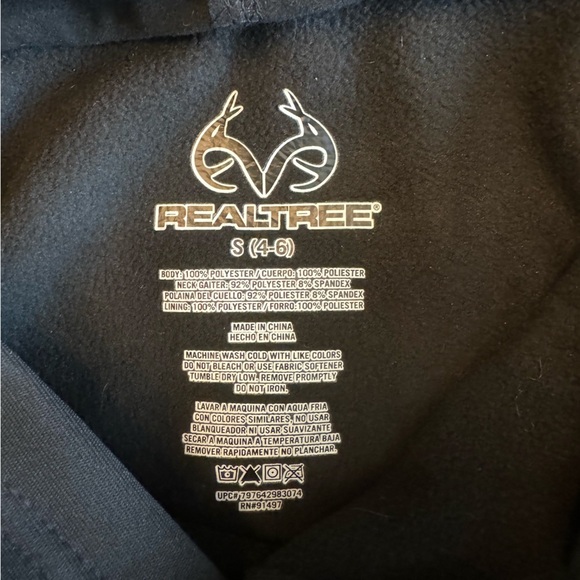 REALTREE®
S (4-6)
BODY: 100% POLYESTER / CUERPO: 100% POLIESTER
NECK GAITER: 92% POLYESTER 8% SPANDEX
POLAINA DEL CUELLO: 92% POLIESTER 8% SPANDEX
LINING: 100% POLYESTER / FORRO:100% POLIESTER
MADE IN CHINA
HECHO EN CHINA
MACHINE WASH COLD WITH LIKE COLORS
DO NOT BLEACH OR USE FABRIC SOFTENER
TUMBLE DRY LOW. REMOVE PROMPTLY
DO NOT IRON.
LAVAR A MAQUINA CON AQUA FRIA
CON COLORES SIMILARES, NO USAR
BLANQUEADOR NI USAR SUAVIZANTE
SECAR A MAQUINA A TEMPERATURA BAJA
REMOVER RAPIDAMENTE NO PLANCHAR.
UPC# 797642983074
RN#91497